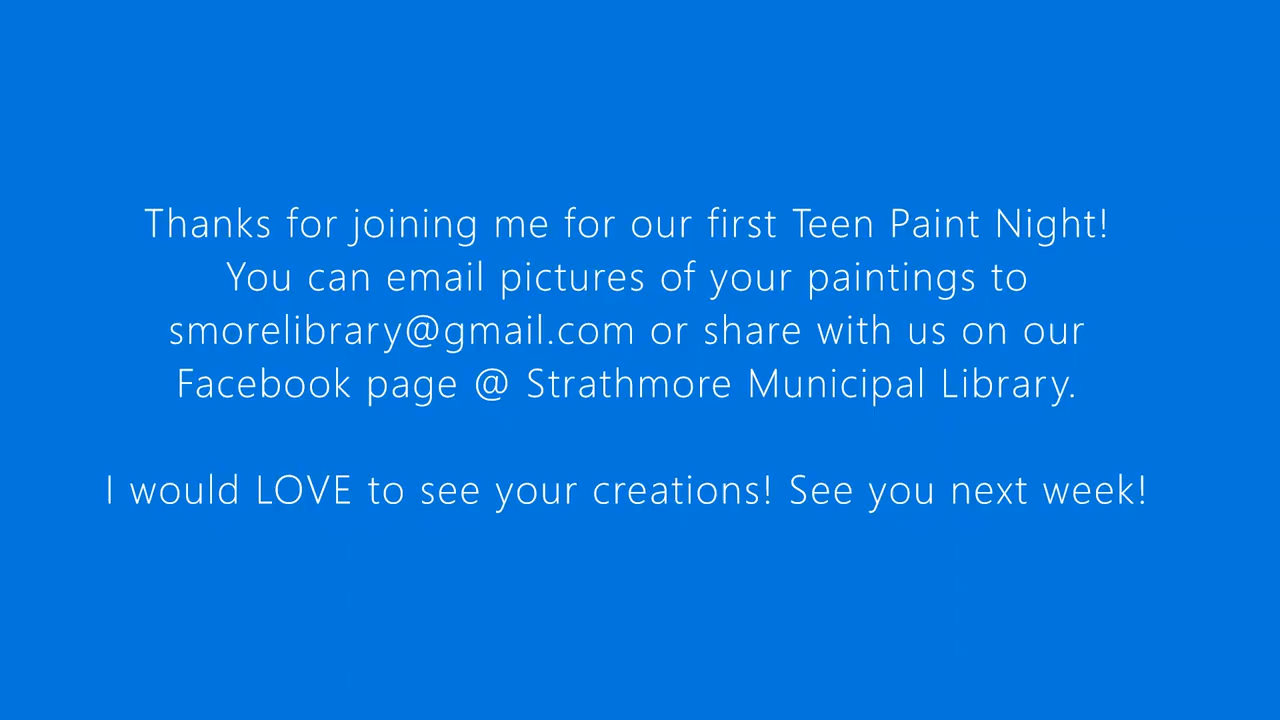 Thanks for joining me for our first Teen Paint Night!
You can email pictures of your paintings to
smorelibrary@gmail.com or share with us on our
Facebook page @ Strathmore Municipal Library.
I would LOVE to see your creations! See you next week!